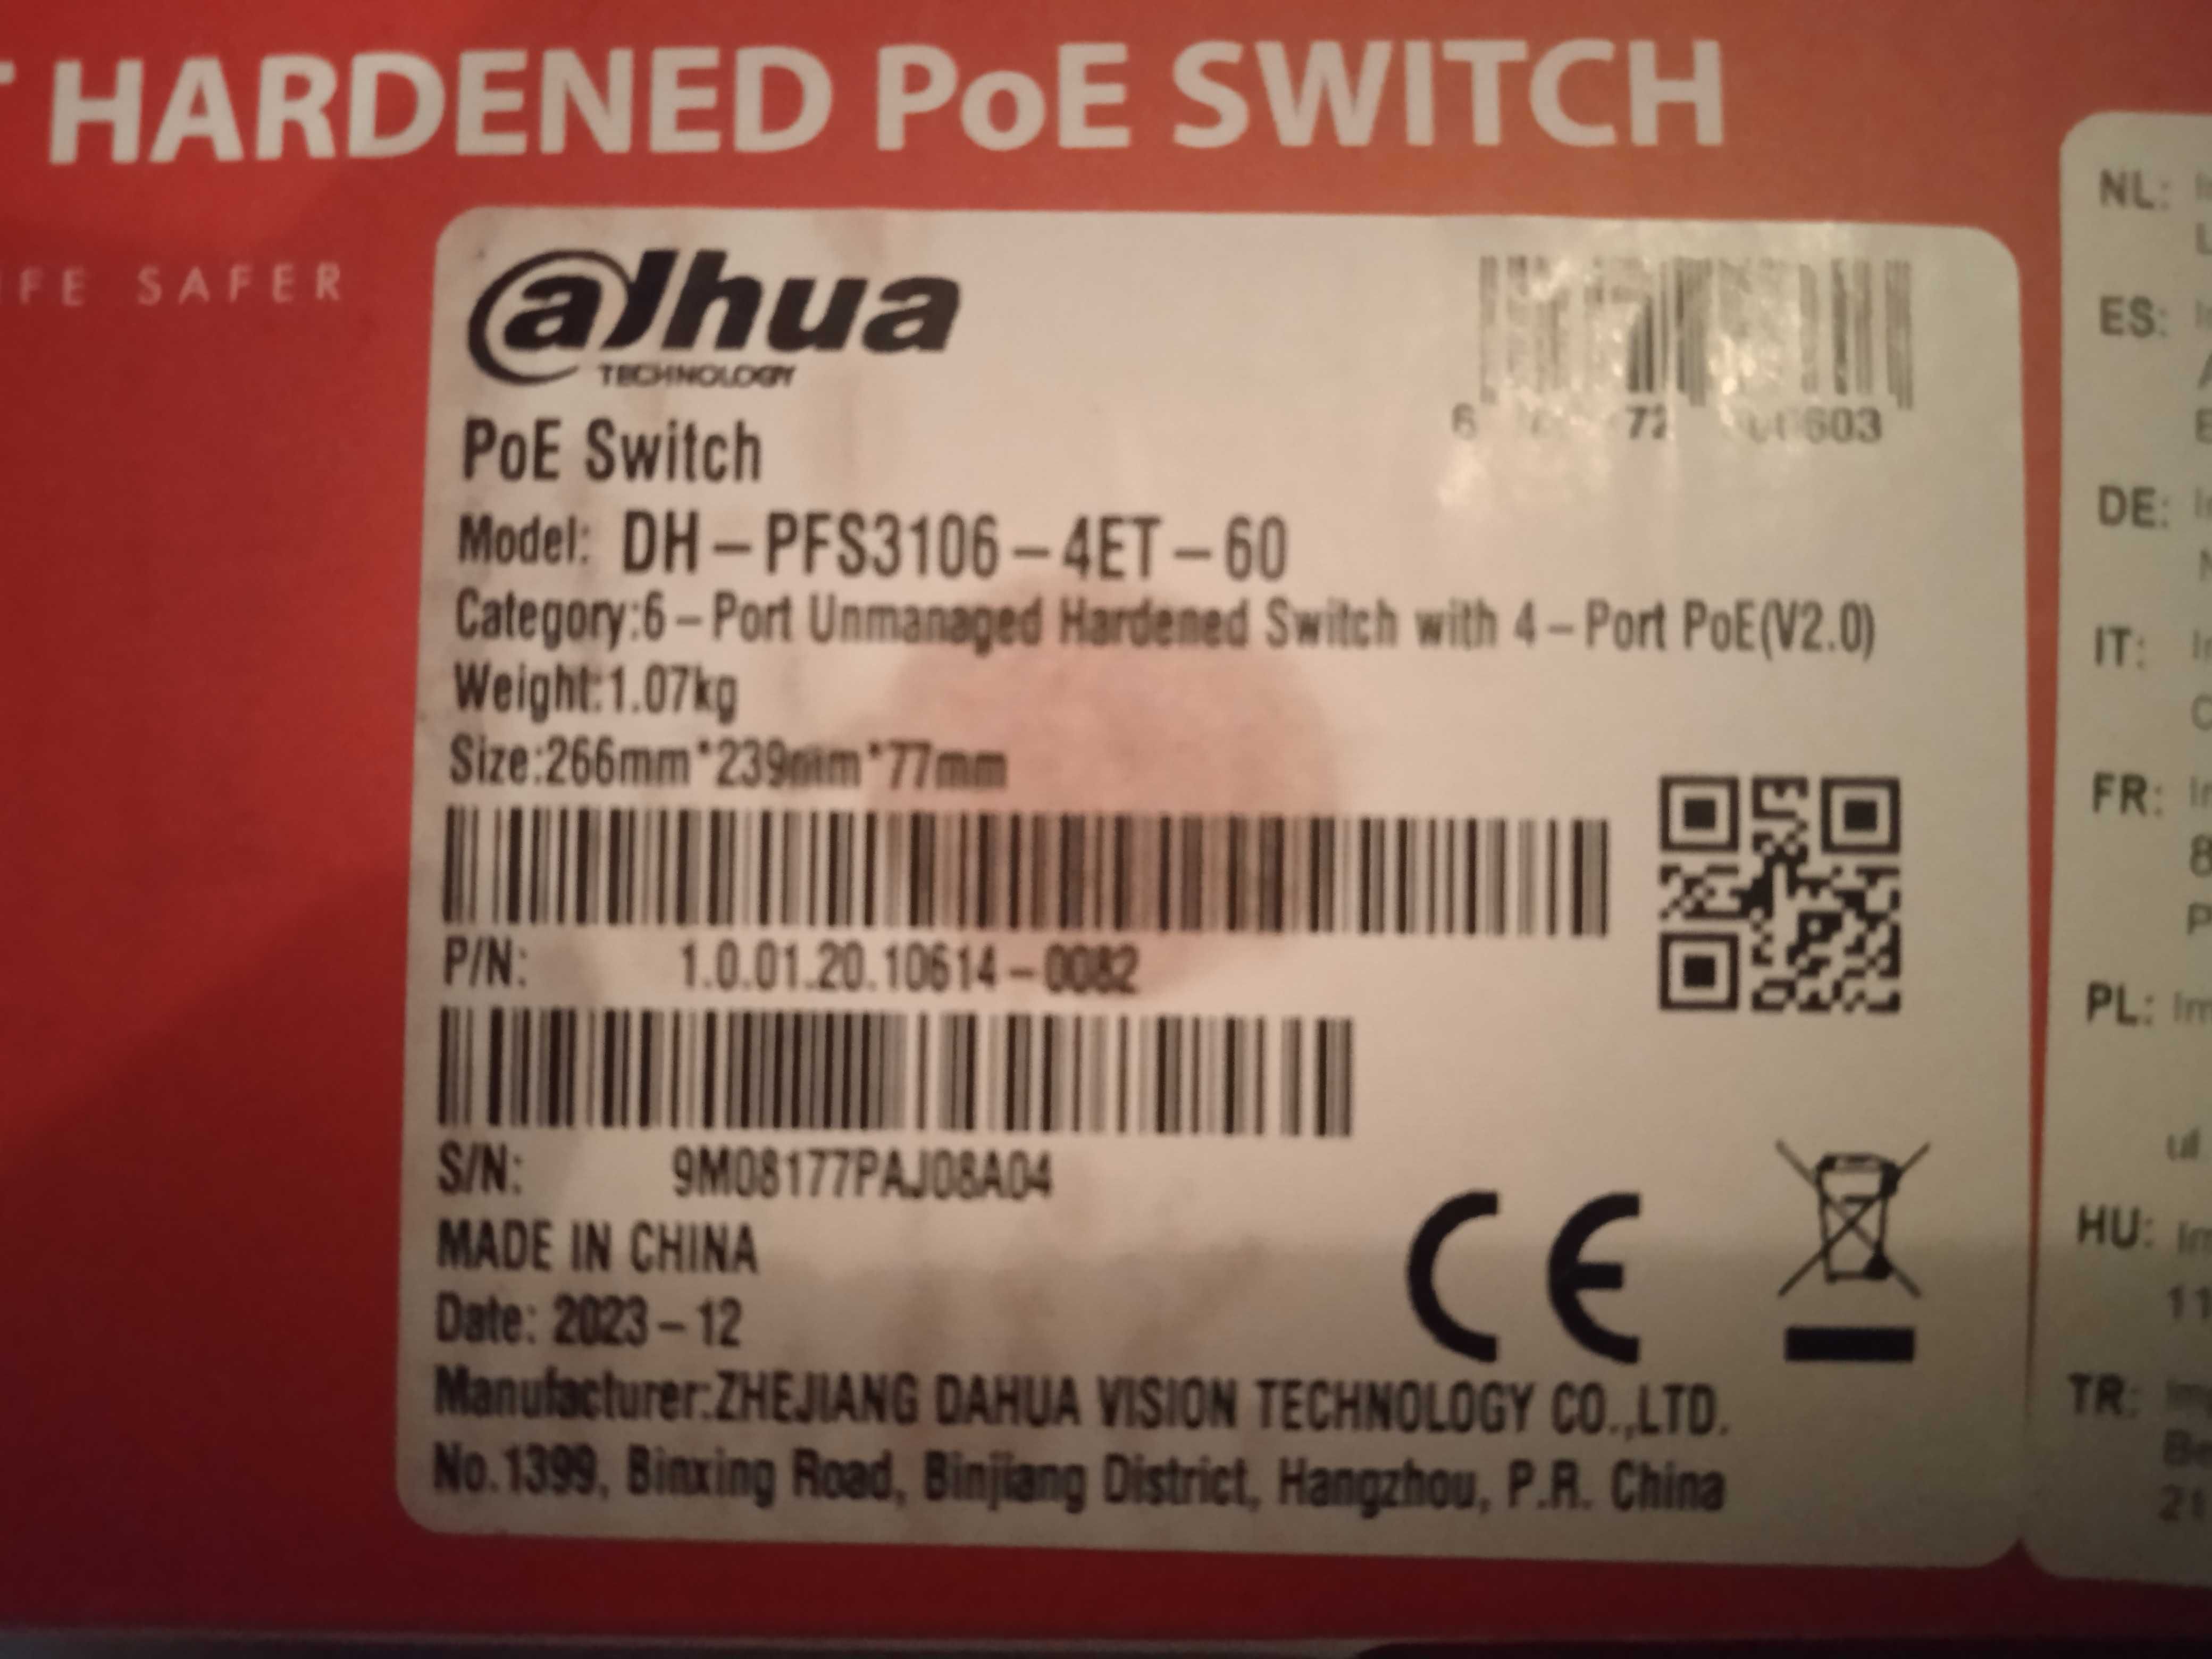 HARDENED PoE SWITCH
SAFER
alhua
TECHNOLOGY
PoE Switch
Model: DH-PFS3106-4ET-60
Category:6-Port Unmanaged Hardened Switch with 4-Port PoE(V2.0)
Weight:1.07kg
Size:266mm*239mm*77mm
P/N: 1.0.01.20.10614-0082
S/N: 9M08177PAJ08A04
MADE IN CHINA
Date: 2023-12
Manufacturer:ZHEJIANG DAHUA VISION TECHNOLOGY CO.,LTD.
No.1399, Binxing Road, Binjiang District, Hangzhou, P.R. China
CE
NL:
ES:
DE:
IT:
FR:
PL:
ul
HU:
TR: